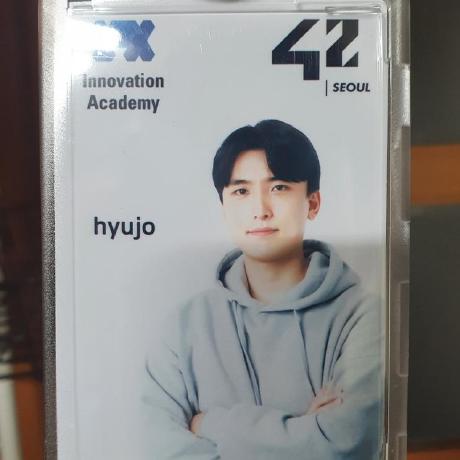 Innovation
Academy
42
| SEOUL
hyujo